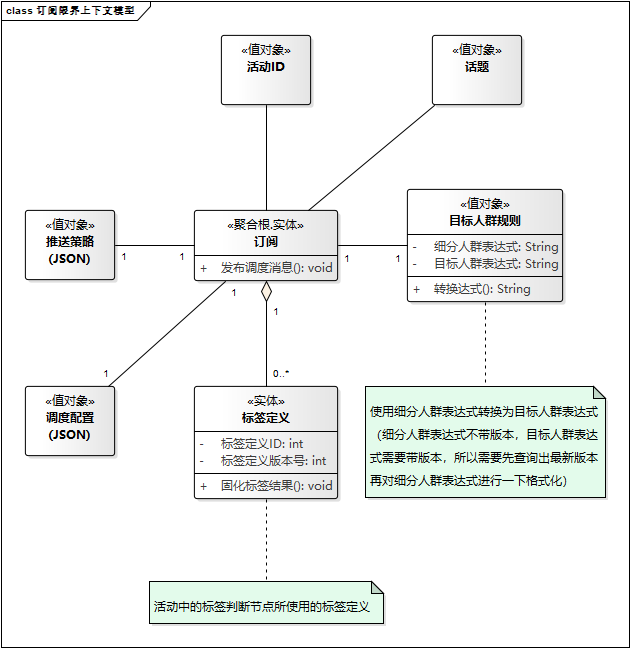 class 订阅限界上下文模型
«值对象»
活动ID
«值对象»
话题
«值对象»
推送策略
(JSON)
1
1
«聚合根.实体»
订阅
+ 发布调度消息(): void
1
1
«值对象»
目标人群规则
- 细分人群表达式: String
- 目标人群表达式: String
+ 转换达式(): String
1
1
1
0..*
«值对象»
调度配置
(JSON)
«实体»
标签定义
- 标签定义ID: int
- 标签定义版本号: int
+ 固化标签结果(): void
使用细分人群表达式转换为目标人群表达式
（细分人群表达式不带版本，目标人群表达
式需要带版本，所以需要先查询出最新版本
再对细分人群表达式进行一下格式化）
活动中的标签判断节点所使用的标签定义